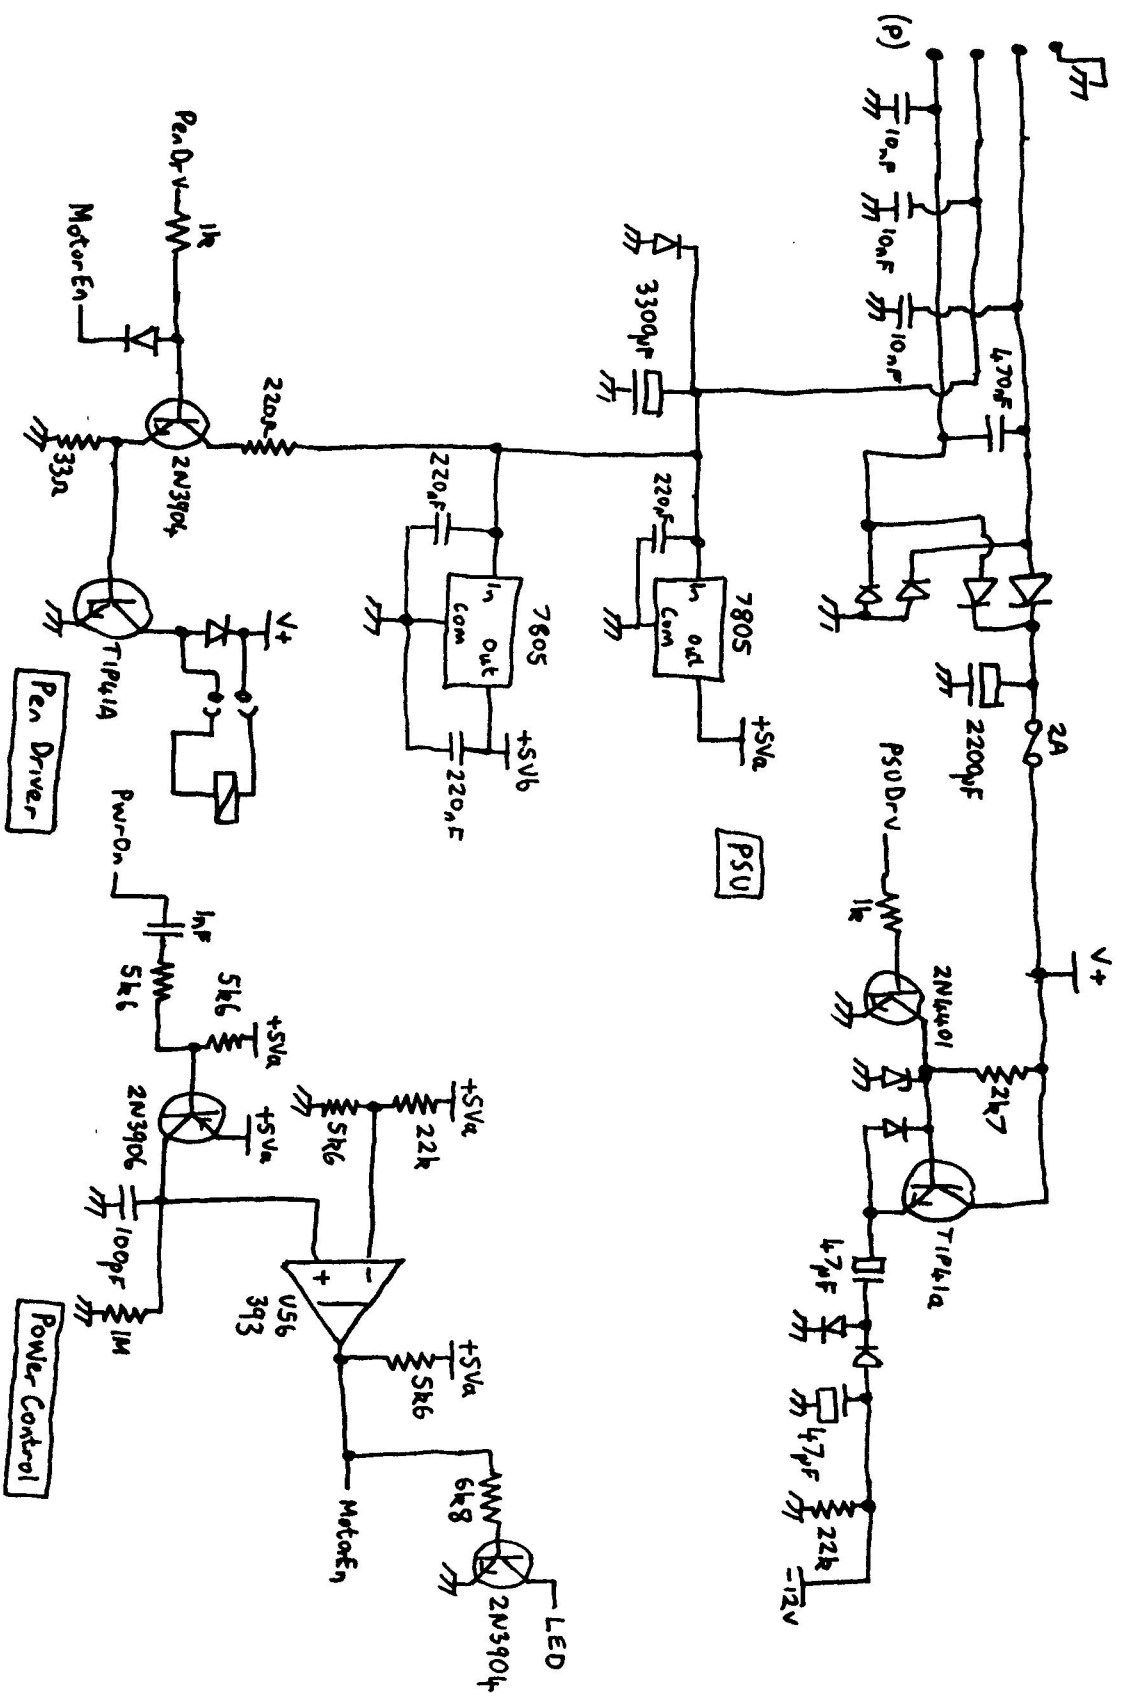 (P)
10nF
10nF
10nF
470nF
2A
2200µF
V+
PSUDrv
1k
2N4401
2k7
TIP41a
47µF
47µF
22k
-12V
3300µF
220nF
7805
In
Com
Out
+5Va
PSU
220nF
7805
In
Com
Out
+5Vb
220nF
PenDrv
1k
MotorEn
2N3904
220Ω
33Ω
TIP41A
V+
Pen Driver
PwrOn
1nF
5k6
5k6
+5Va
2N3906
+5Va
100pF
1M
+5Va
22k
5k6
-
+
U56
393
+5Va
5k6
MotorEn
6k8
2N3904
LED
Power Control